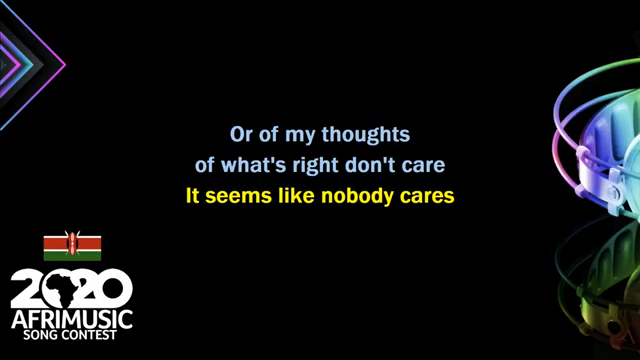 Or of my thoughts
of what's right don't care
It seems like nobody cares
2020
AFRIMUSIC
SONG CONTEST